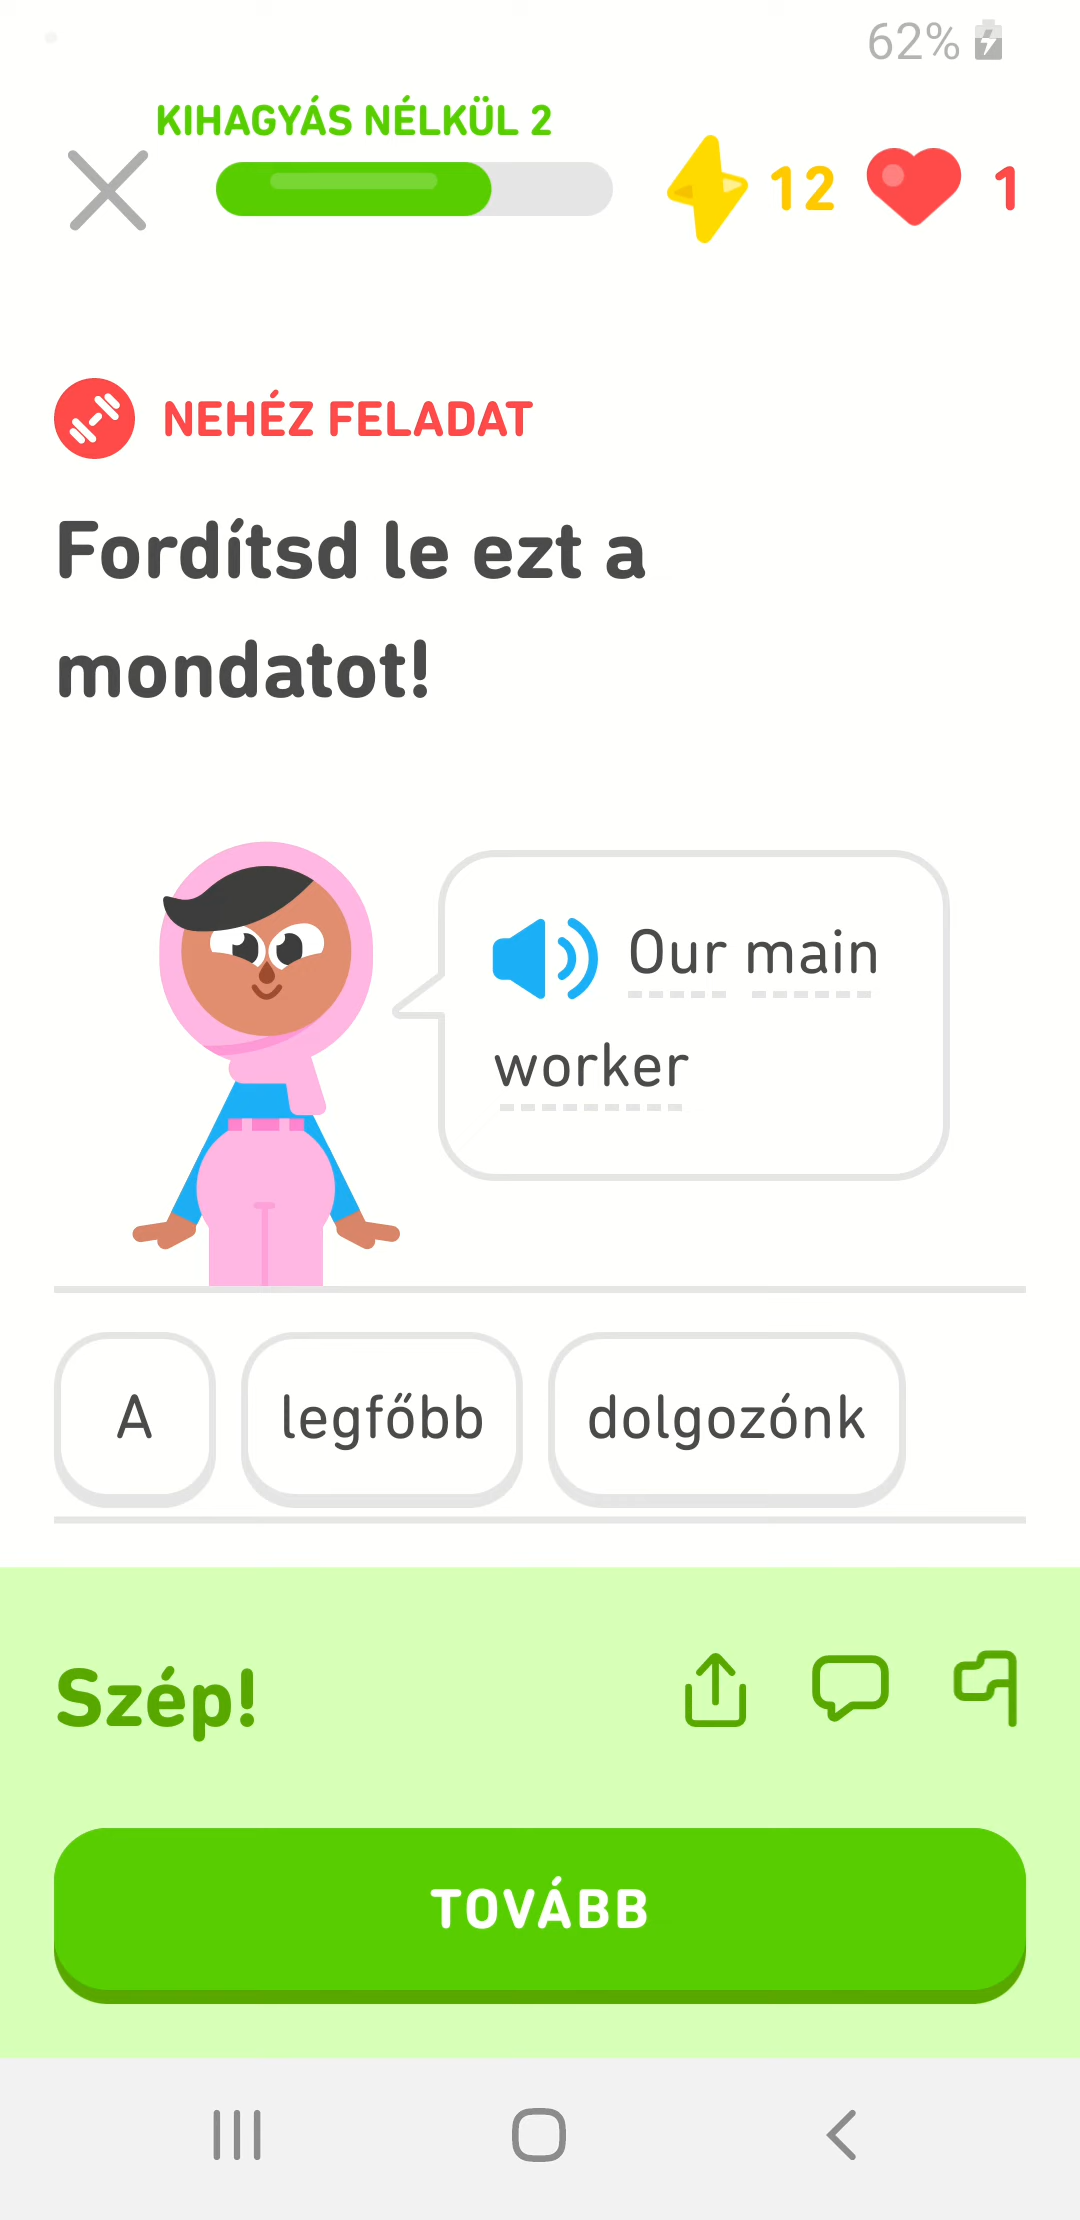 62%
KIHAGYÁS NÉLKÜL 2
12
1
NEHÉZ FELADAT
Fordítsd le ezt a
mondatot!
Our main
worker
A legfőbb dolgozónk
Szép!
TOVÁBB